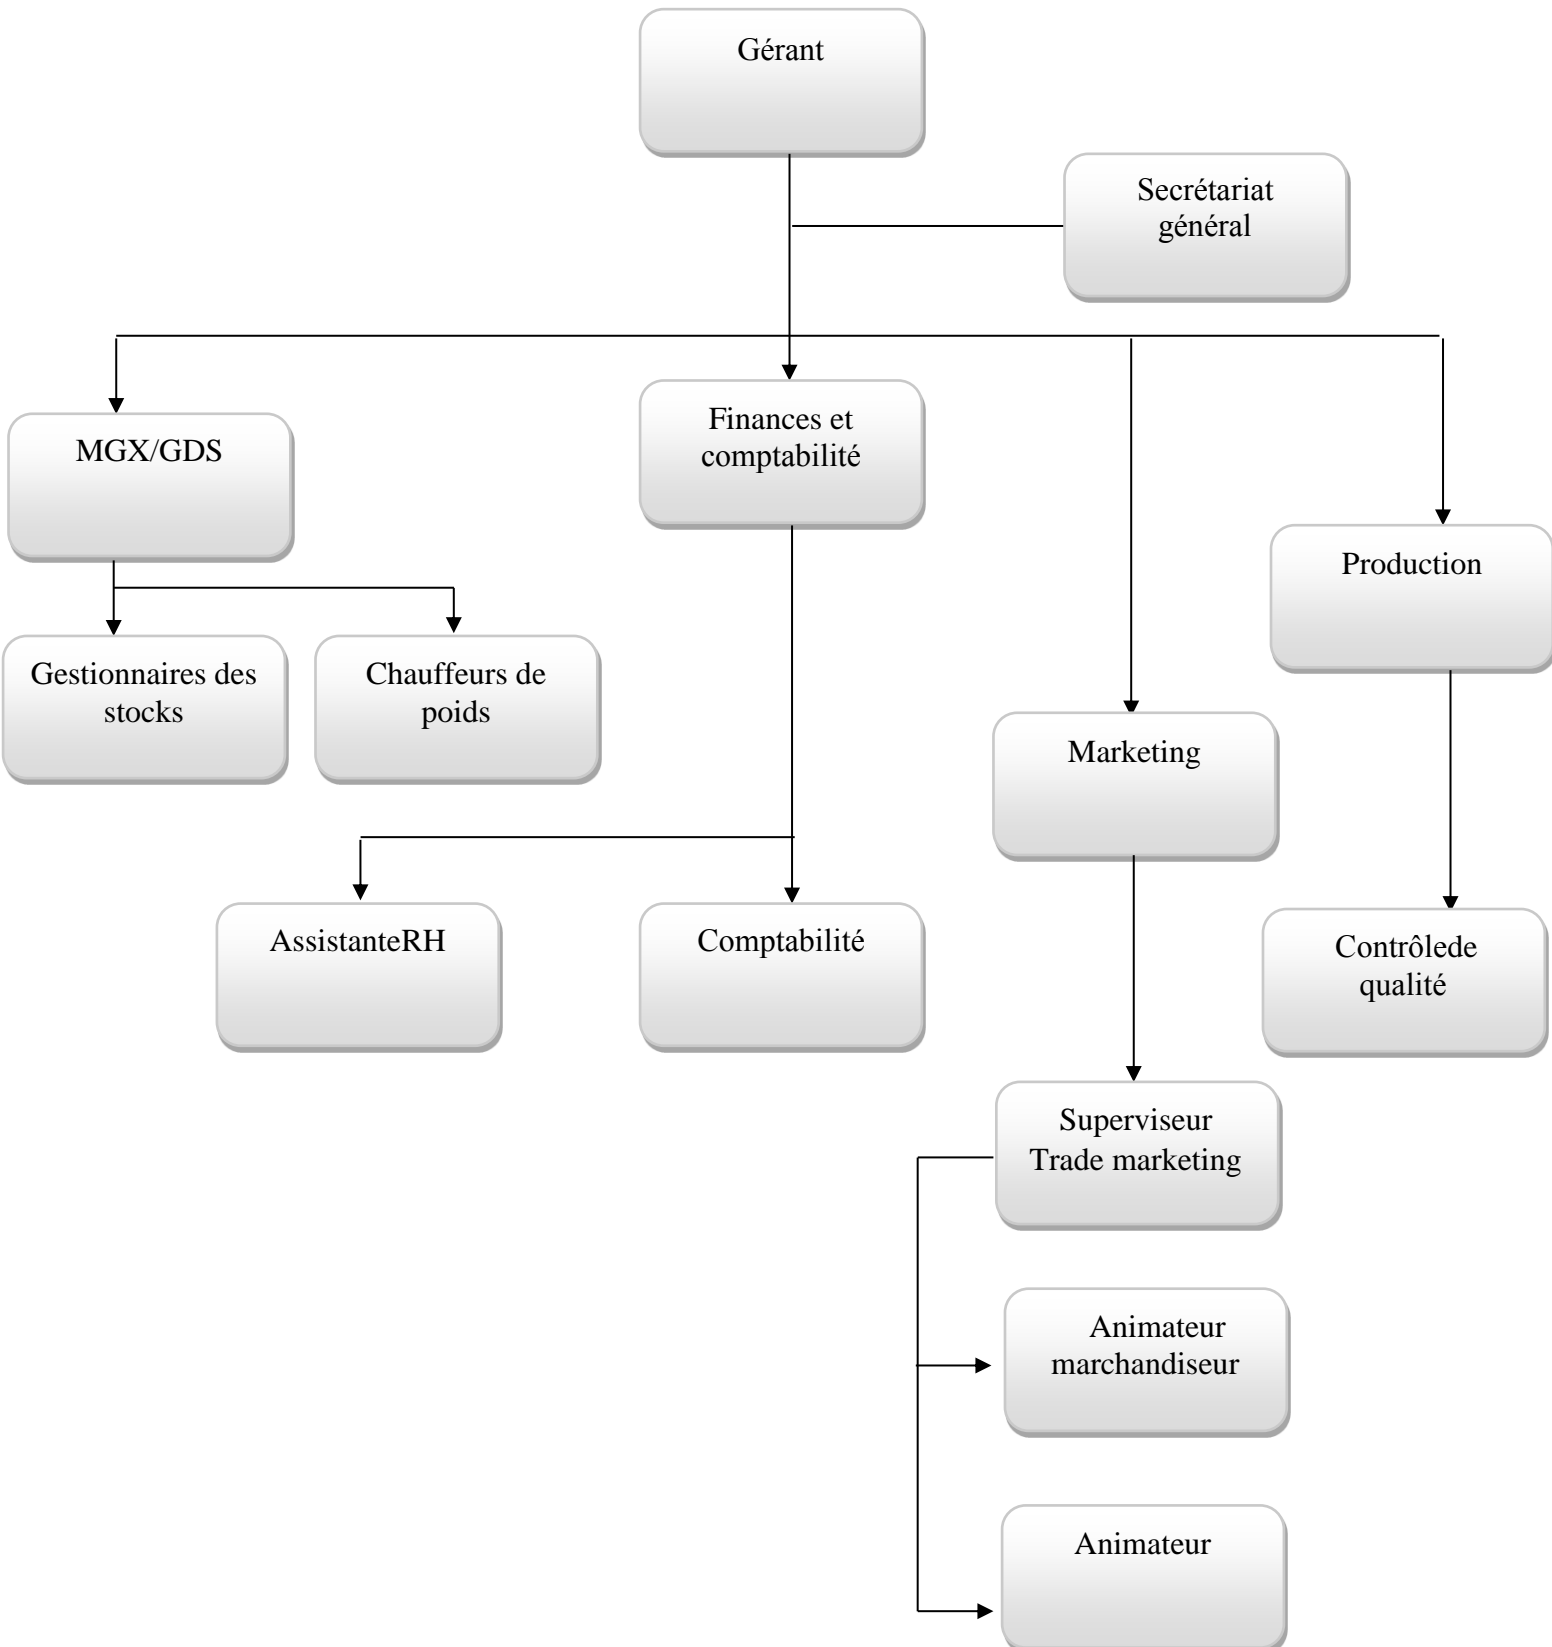 Gérant
Secrétariat
général
MGX/GDS
Finances et
comptabilité
Production
Gestionnaires des
stocks
Chauffeurs de
poids
Marketing
AssistanteRH
Comptabilité
Contrôlede
qualité
Superviseur
Trade marketing
Animateur
marchandiseur
Animateur